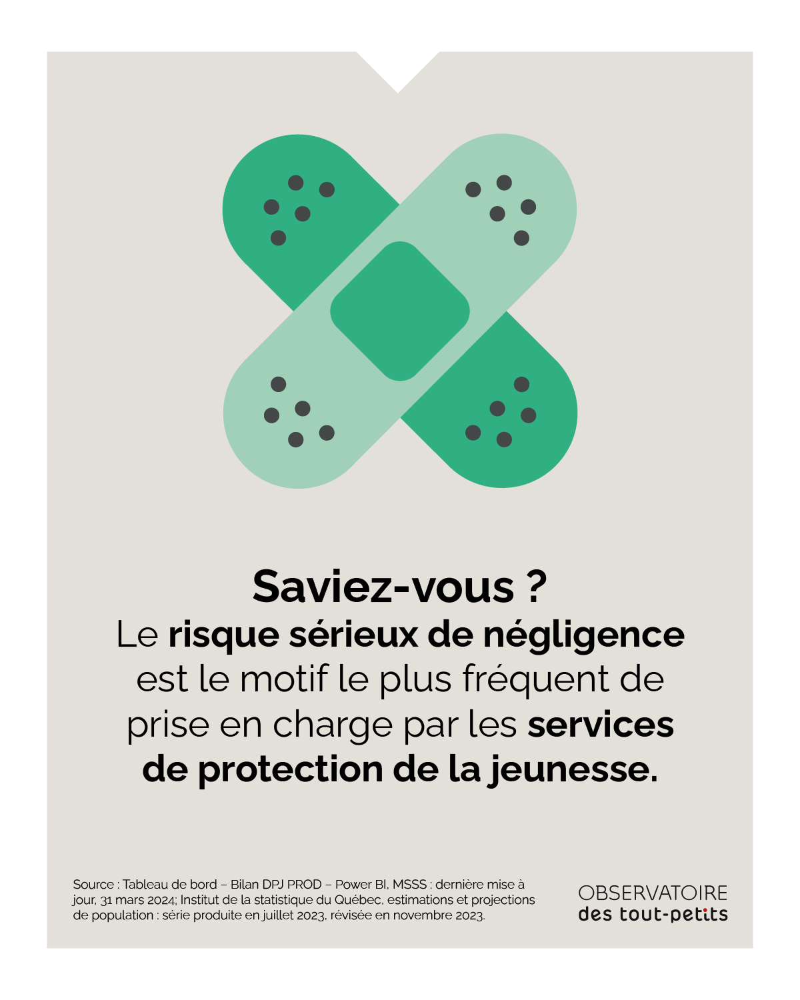 Saviez-vous ?
Le risque sérieux de négligence
est le motif le plus fréquent de
prise en charge par les services
de protection de la jeunesse.
Source : Tableau de bord – Bilan DPJ PROD – Power BI, MSSS : dernière mise à
jour, 31 mars 2024; Institut de la statistique du Québec, estimations et projections
de population : série produite en juillet 2023, révisée en novembre 2023.
OBSERVATOIRE
des tout-petits